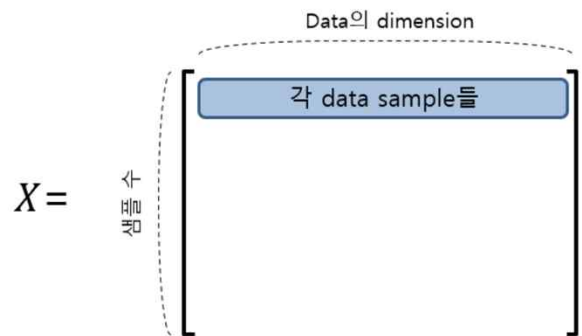 Data의 dimension
각 data sample들
X =
샘플 수